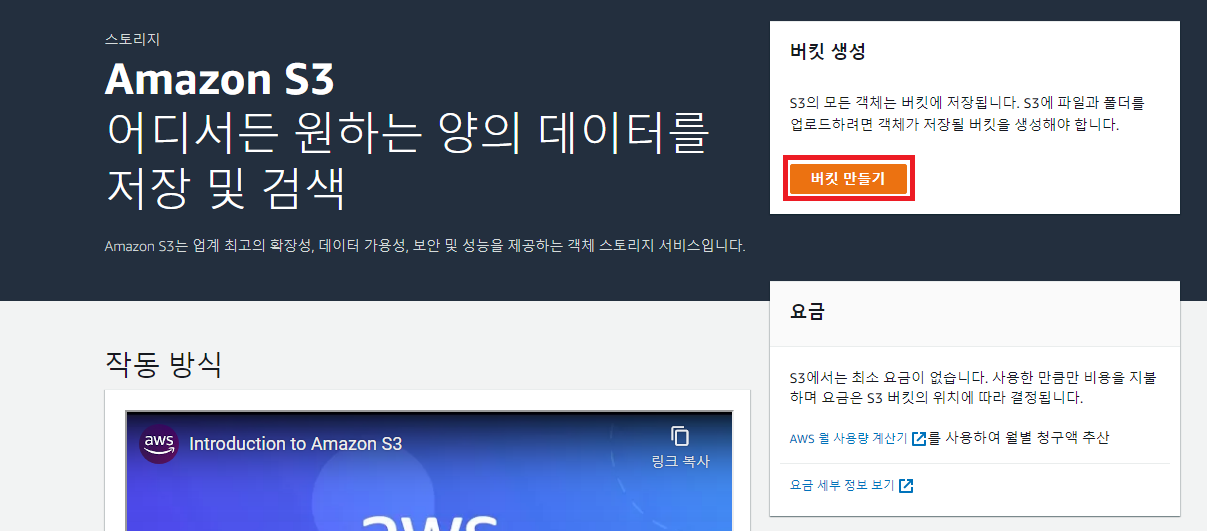 스토리지
Amazon S3
어디서든 원하는 양의 데이터를
저장 및 검색
Amazon S3는 업계 최고의 확장성, 데이터 가용성, 보안 및 성능을 제공하는 객체 스토리지 서비스입니다.
버킷 생성
S3의 모든 객체는 버킷에 저장됩니다. S3에 파일과 폴더를
업로드하려면 객체가 저장될 버킷을 생성해야 합니다.
버킷 만들기
요금
S3에서는 최소 요금이 없습니다. 사용한 만큼만 비용을 지불
하며 요금은 S3 버킷의 위치에 따라 결정됩니다.
AWS 월 사용량 계산기를 사용하여 월별 청구액 추산
요금 세부 정보 보기
작동 방식
aws
Introduction to Amazon S3
링크 복사
aws